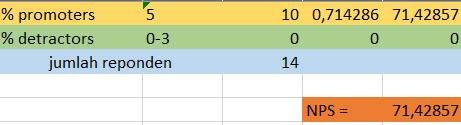 % promoters 5 10 0,714286 71,42857
% detractors 0-3 0 0 0
jumlah reponden 14
NPS = 71,42857